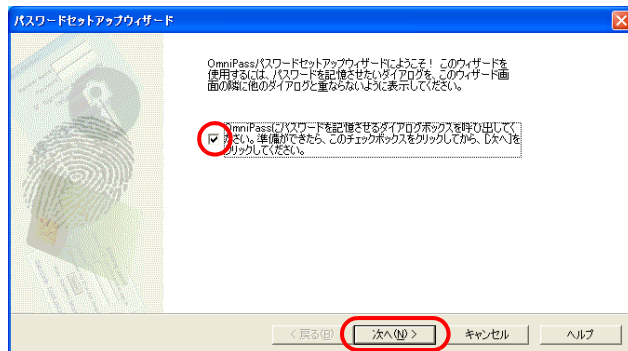 パスワードセットアップウィザード
OmniPassパスワードセットアップウィザードにようこそ！ このウィザードを
使用するには、パスワードを記憶させたいダイアログを、このウィザード画
面の隣に他のダイアログと重ならないように表示してください。
OmniPassにパスワードを記憶させるダイアログボックスを呼び出してく
ださい。準備ができたら、このチェックボックスをクリックしてから、[次へ]を
クリックしてください。
< 戻る(B) 次へ(N) > キャンセル ヘルプ